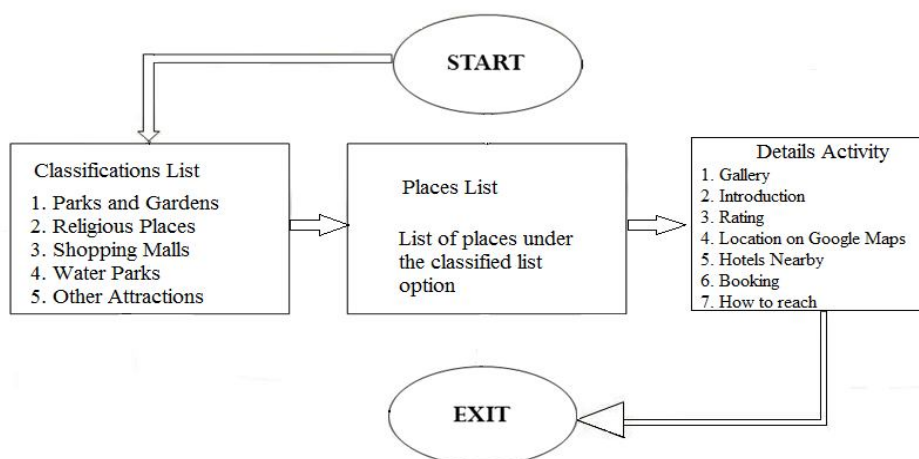 START
Classifications List
1. Parks and Gardens
2. Religious Places
3. Shopping Malls
4. Water Parks
5. Other Attractions
Places List
List of places under
the classified list
option
Details Activity
1. Gallery
2. Introduction
3. Rating
4. Location on Google Maps
5. Hotels Nearby
6. Booking
7. How to reach
EXIT